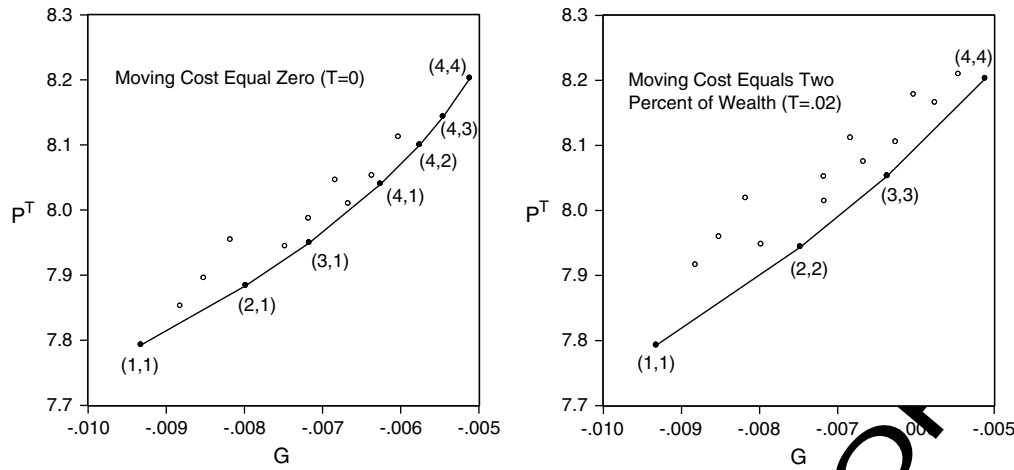 8.3
8.2
8.1
8.0
7.9
7.8
7.7
P^T
Moving Cost Equal Zero (T=0)
(4,4)
(4,3)
(4,2)
(4,1)
(3,1)
(2,1)
(1,1)
-.010 -.009 -.008 -.007 -.006 -.005
G
8.3
8.2
8.1
8.0
7.9
7.8
7.7
P^T
Moving Cost Equals Two
Percent of Wealth (T=.02)
(4,4)
(3,3)
(2,2)
(1,1)
-.010 -.009 -.008 -.007 -.005
G